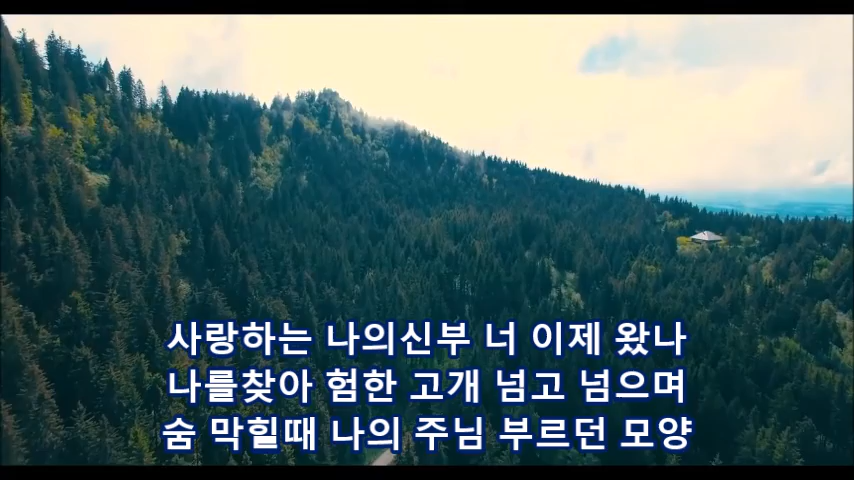 사랑하는 나의신부 너 이제 왔나
나를찾아 험한 고개 넘고 넘으며
숨 막힐때 나의 주님 부르던 모양